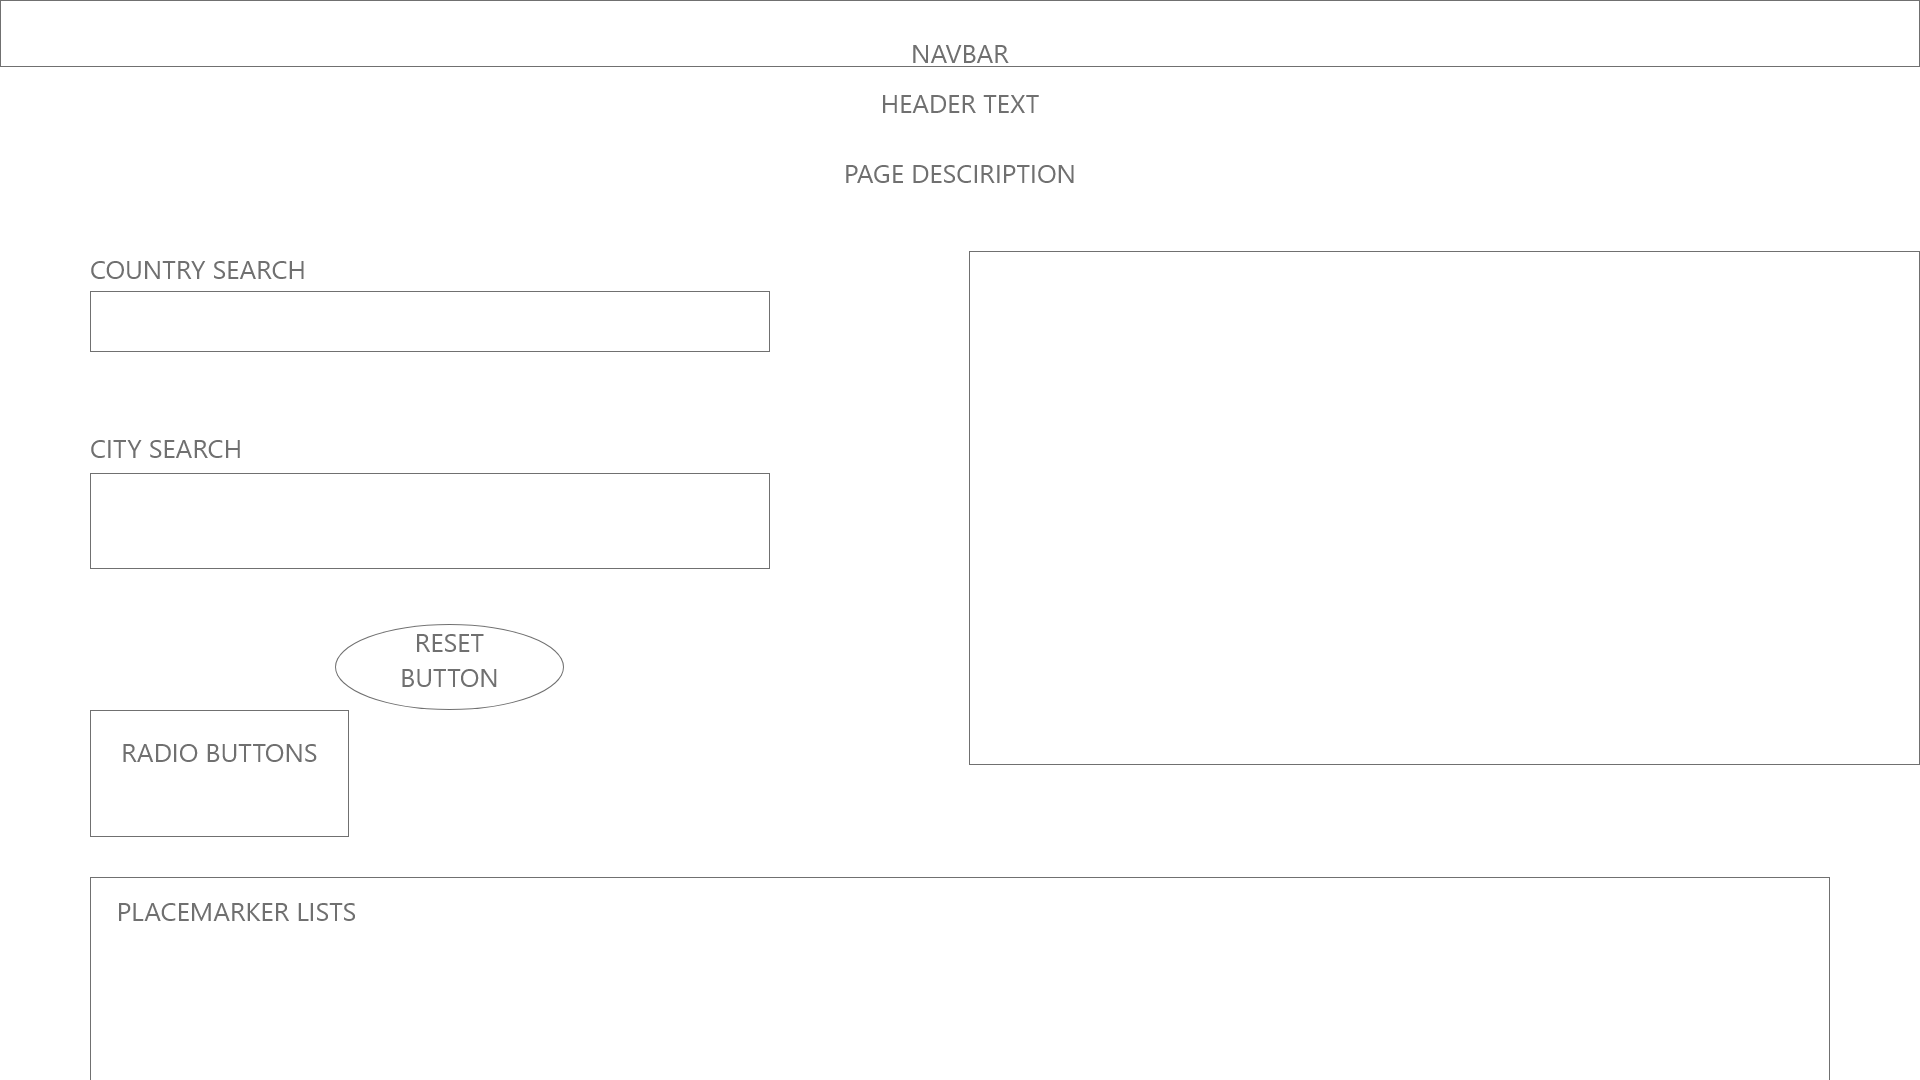 NAVBAR
HEADER TEXT
PAGE DESCIRIPTION
COUNTRY SEARCH
CITY SEARCH
RESET
BUTTON
RADIO BUTTONS
PLACEMARKER LISTS